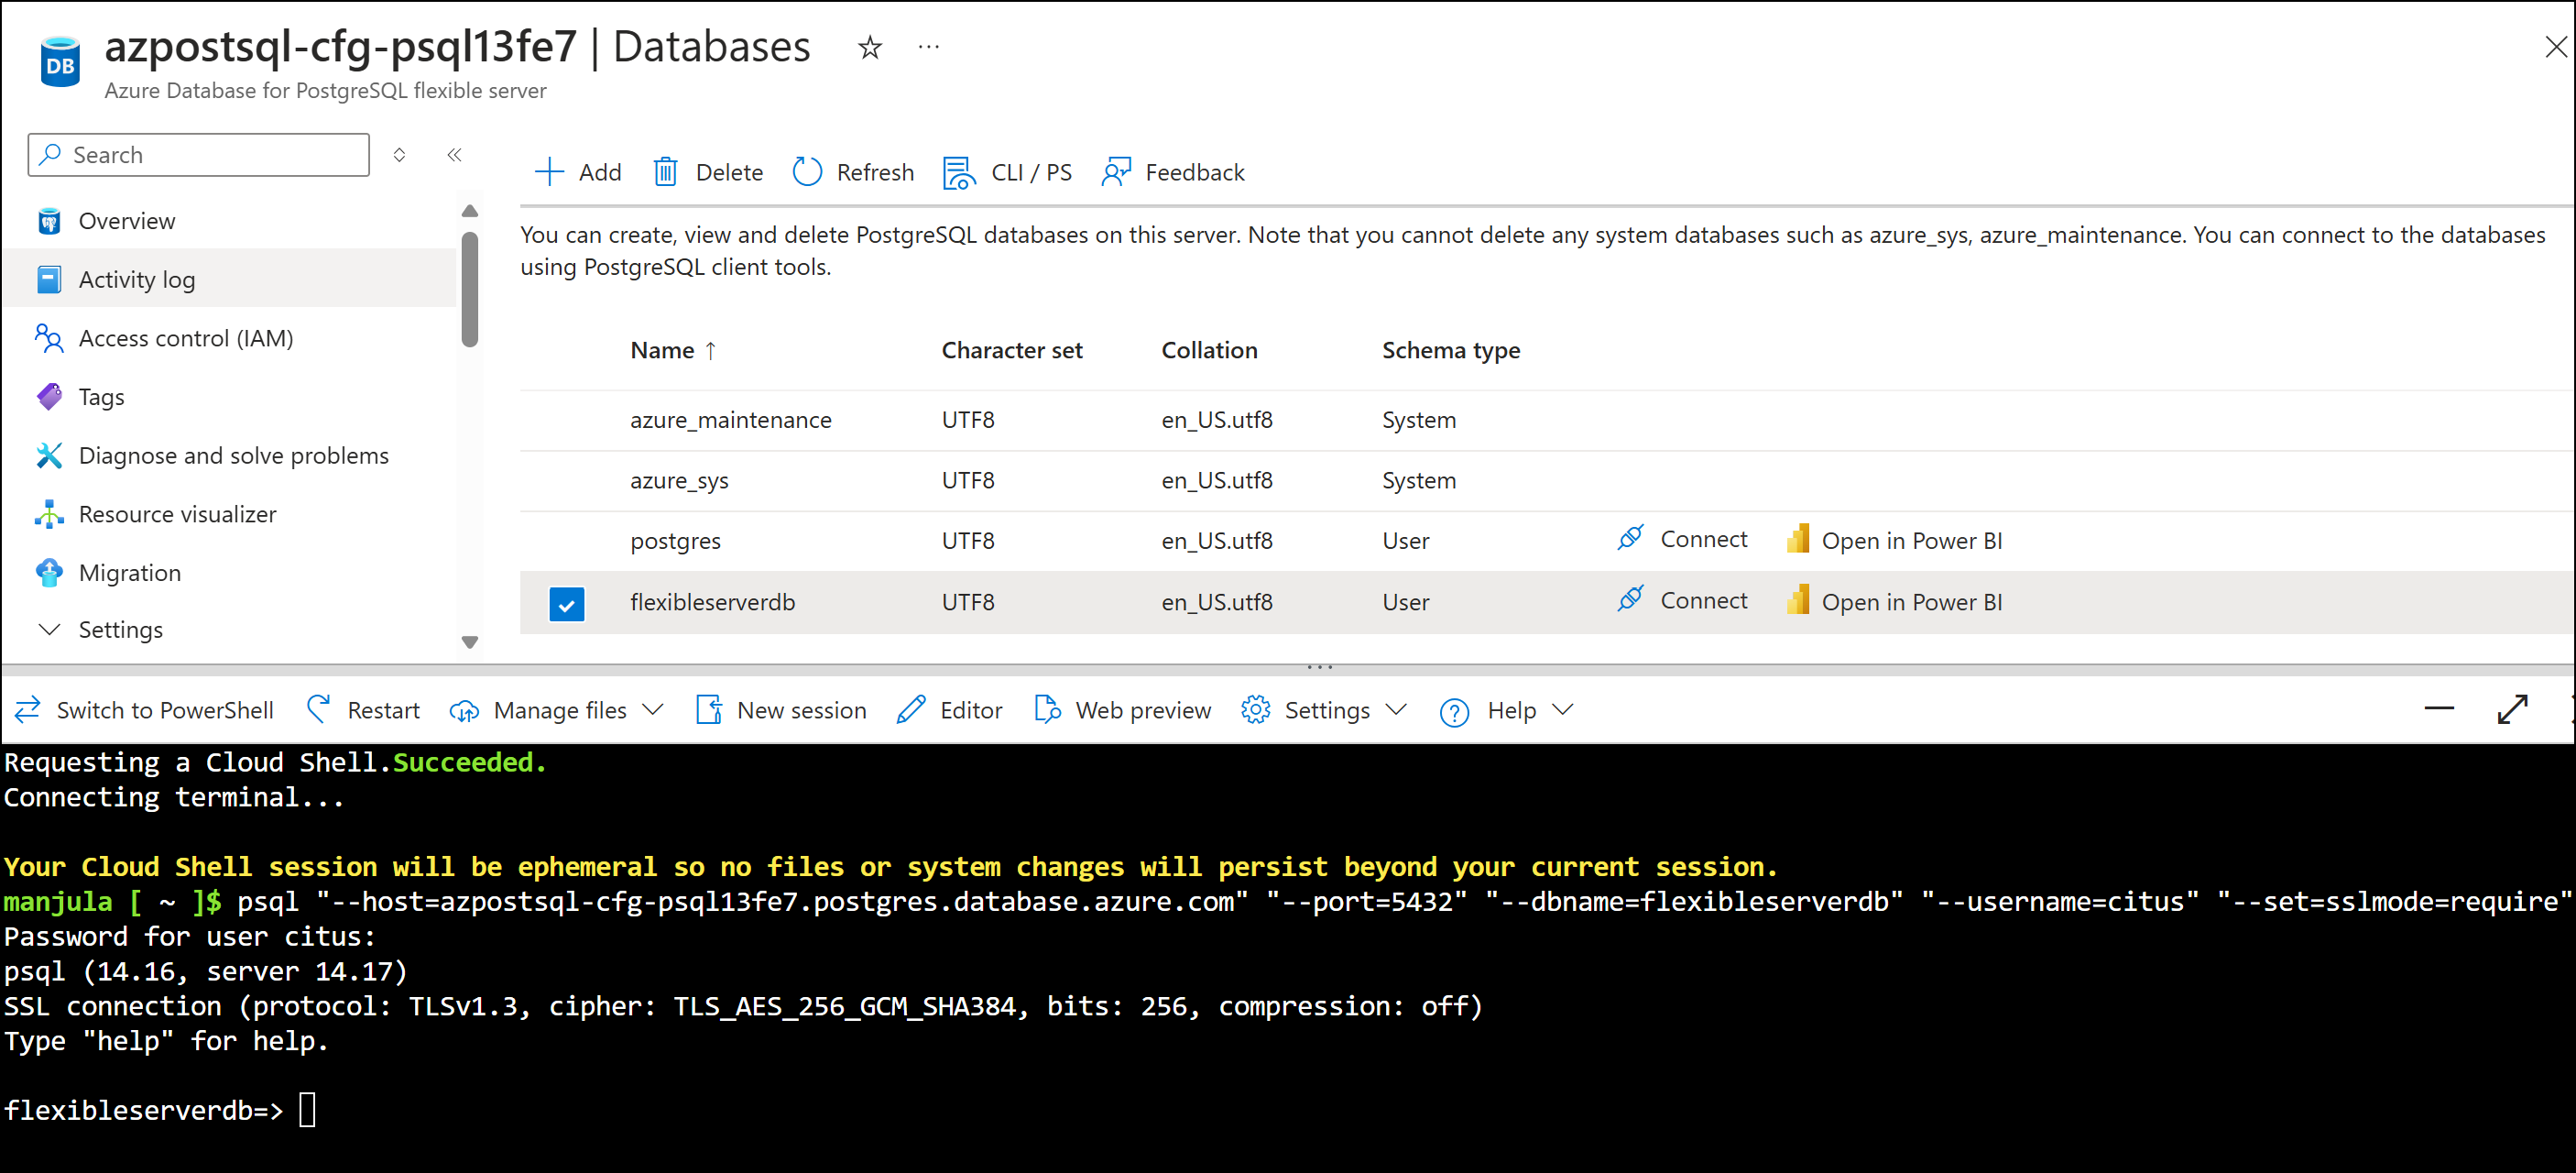 DB
azpostsql-cfg-psql13fe7 | Databases
Azure Database for PostgreSQL flexible server
Search
Overview
Activity log
Access control (IAM)
Tags
Diagnose and solve problems
Resource visualizer
Migration
Settings
Add Delete Refresh CLI / PS Feedback
You can create, view and delete PostgreSQL databases on this server. Note that you cannot delete any system databases such as azure_sys, azure_maintenance. You can connect to the databases
using PostgreSQL client tools.
Name ↑ Character set Collation Schema type
azure_maintenance UTF8 en_US.utf8 System
azure_sys UTF8 en_US.utf8 System
postgres UTF8 en_US.utf8 User Connect Open in Power BI
flexibleserverdb UTF8 en_US.utf8 User Connect Open in Power BI
Switch to PowerShell Restart Manage files New session Editor Web preview Settings Help
Requesting a Cloud Shell.Succeeded.
Connecting terminal...
Your Cloud Shell session will be ephemeral so no files or system changes will persist beyond your current session.
manjula [ ~ ]$ psql "--host=azpostsql-cfg-psql13fe7.postgres.database.azure.com" "--port=5432" "--dbname=flexibleserverdb" "--username=citus" "--set=sslmode=require"
Password for user citus:
psql (14.16, server 14.17)
SSL connection (protocol: TLSv1.3, cipher: TLS_AES_256_GCM_SHA384, bits: 256, compression: off)
Type "help" for help.
flexibleserverdb=>